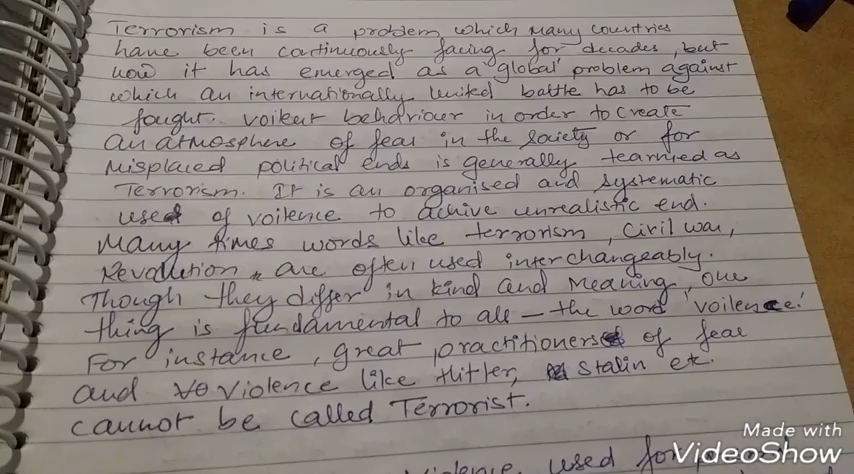 Terrorism is a problem which many countries
have been continuously facing for decades, but
now it has emerged as a 'global' problem against
which an internationally united battle has to be
fought. voilent behaviour in order to create
an atmosphere of fear in the society or for
misplaced political ends is generally tearmed as
Terrorism. It is an organised and systematic
use of voilence to achive unrealistic end.
Many times words like terrorism, civil war,
Revolution are often used interchangeably.
Though they differ in kind and meaning, one
thing is fundamental to all — the word 'voilence'.
For instance, great practitioners of fear
and violence like Hitler, Stalin etc.
cannot be called Terrorist.
violence used for
Made with
VideoShow